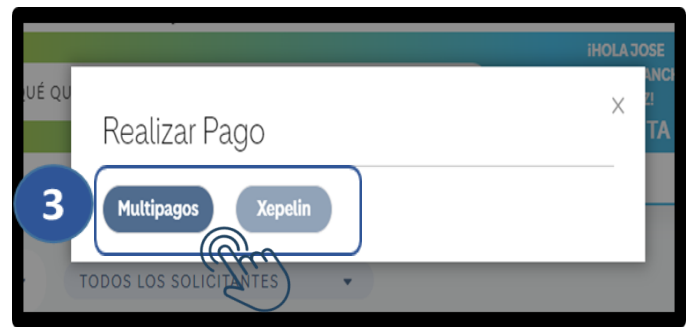 ¡HOLA JOSE
UÉ QU
TA
Realizar Pago
X
3
Multipagos Xepelin
TODOS LOS SOLICITANTES